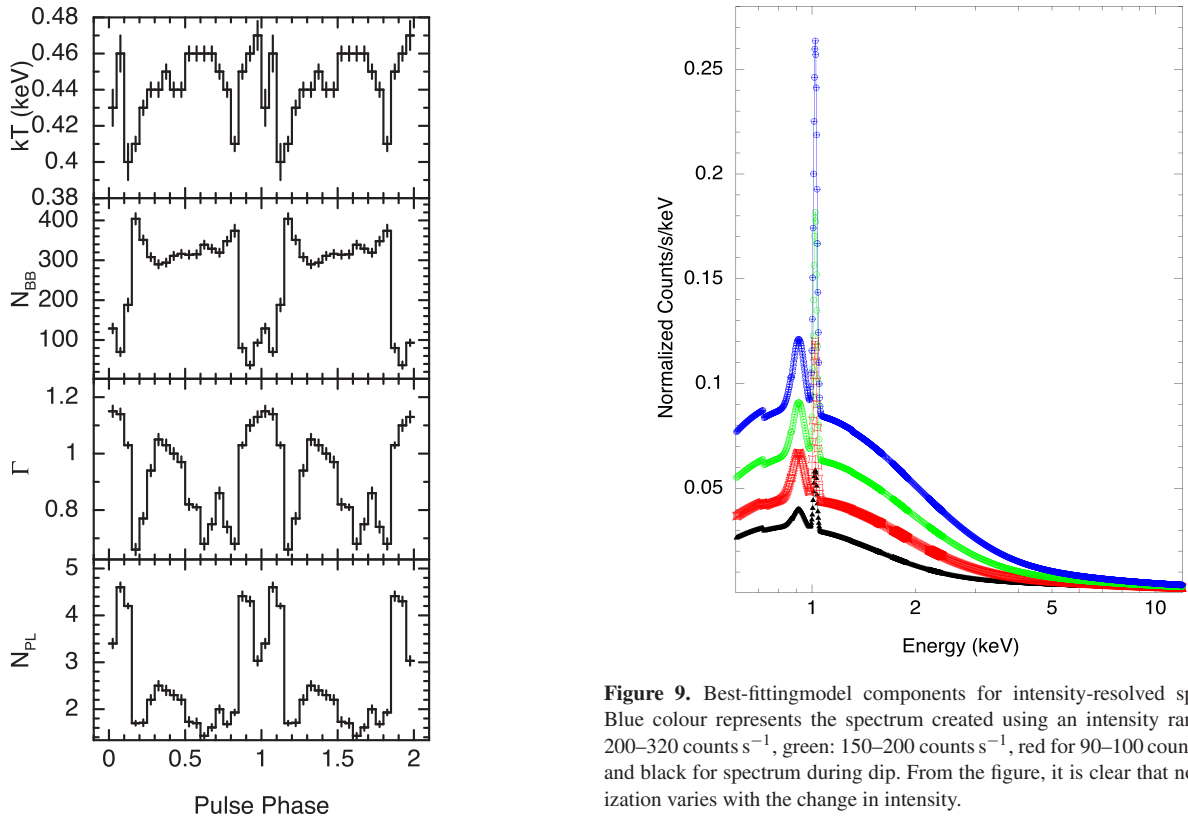 0.48
0.46
0.44
0.42
0.4
0.38
kT (keV)
400
300
200
100
N_BB
1.2
1
0.8
Γ
5
4
3
2
N_PL
0 0.5 1 1.5 2
Pulse Phase
0.25
0.2
0.15
0.1
0.05
Normalized Counts/s/keV
1 2 5 10
Energy (keV)
Figure 9. Best-fittingmodel components for intensity-resolved sp
Blue colour represents the spectrum created using an intensity ran
200–320 counts s⁻¹, green: 150–200 counts s⁻¹, red for 90–100 coun
and black for spectrum during dip. From the figure, it is clear that no
ization varies with the change in intensity.